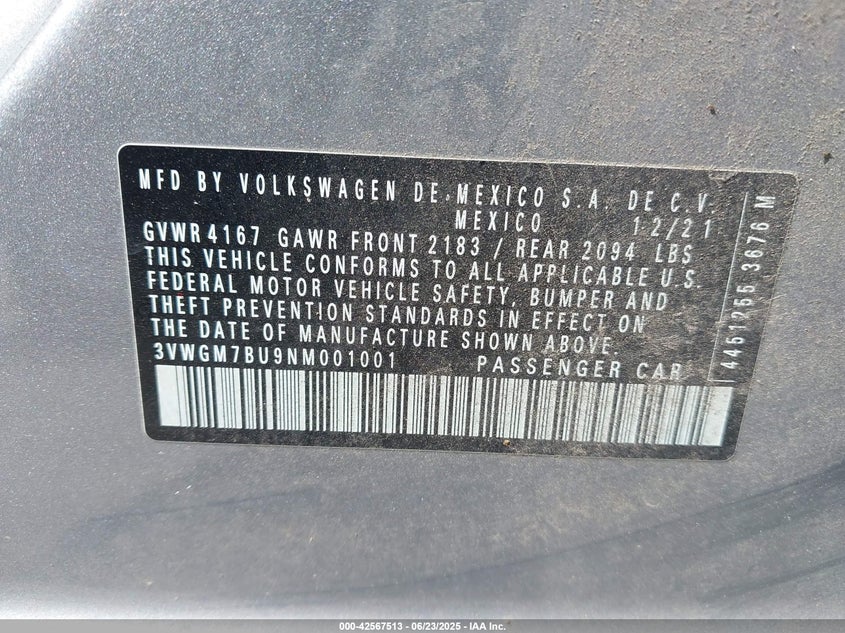 MFD BY VOLKSWAGEN DE MEXICO S.A. DE C.V.
MEXICO 12/21
GVWR 4167 GAWR FRONT 2183 / REAR 2094 LBS
THIS VEHICLE CONFORMS TO ALL APPLICABLE U.S.
FEDERAL MOTOR VEHICLE SAFETY, BUMPER AND
THEFT PREVENTION STANDARDS IN EFFECT ON
THE DATE OF MANUFACTURE SHOWN ABOVE.
3VWGM7BU9NM001001 PASSENGER CAR
4461255 3676 M
000-42567513 - 06/23/2025 - IAA Inc.